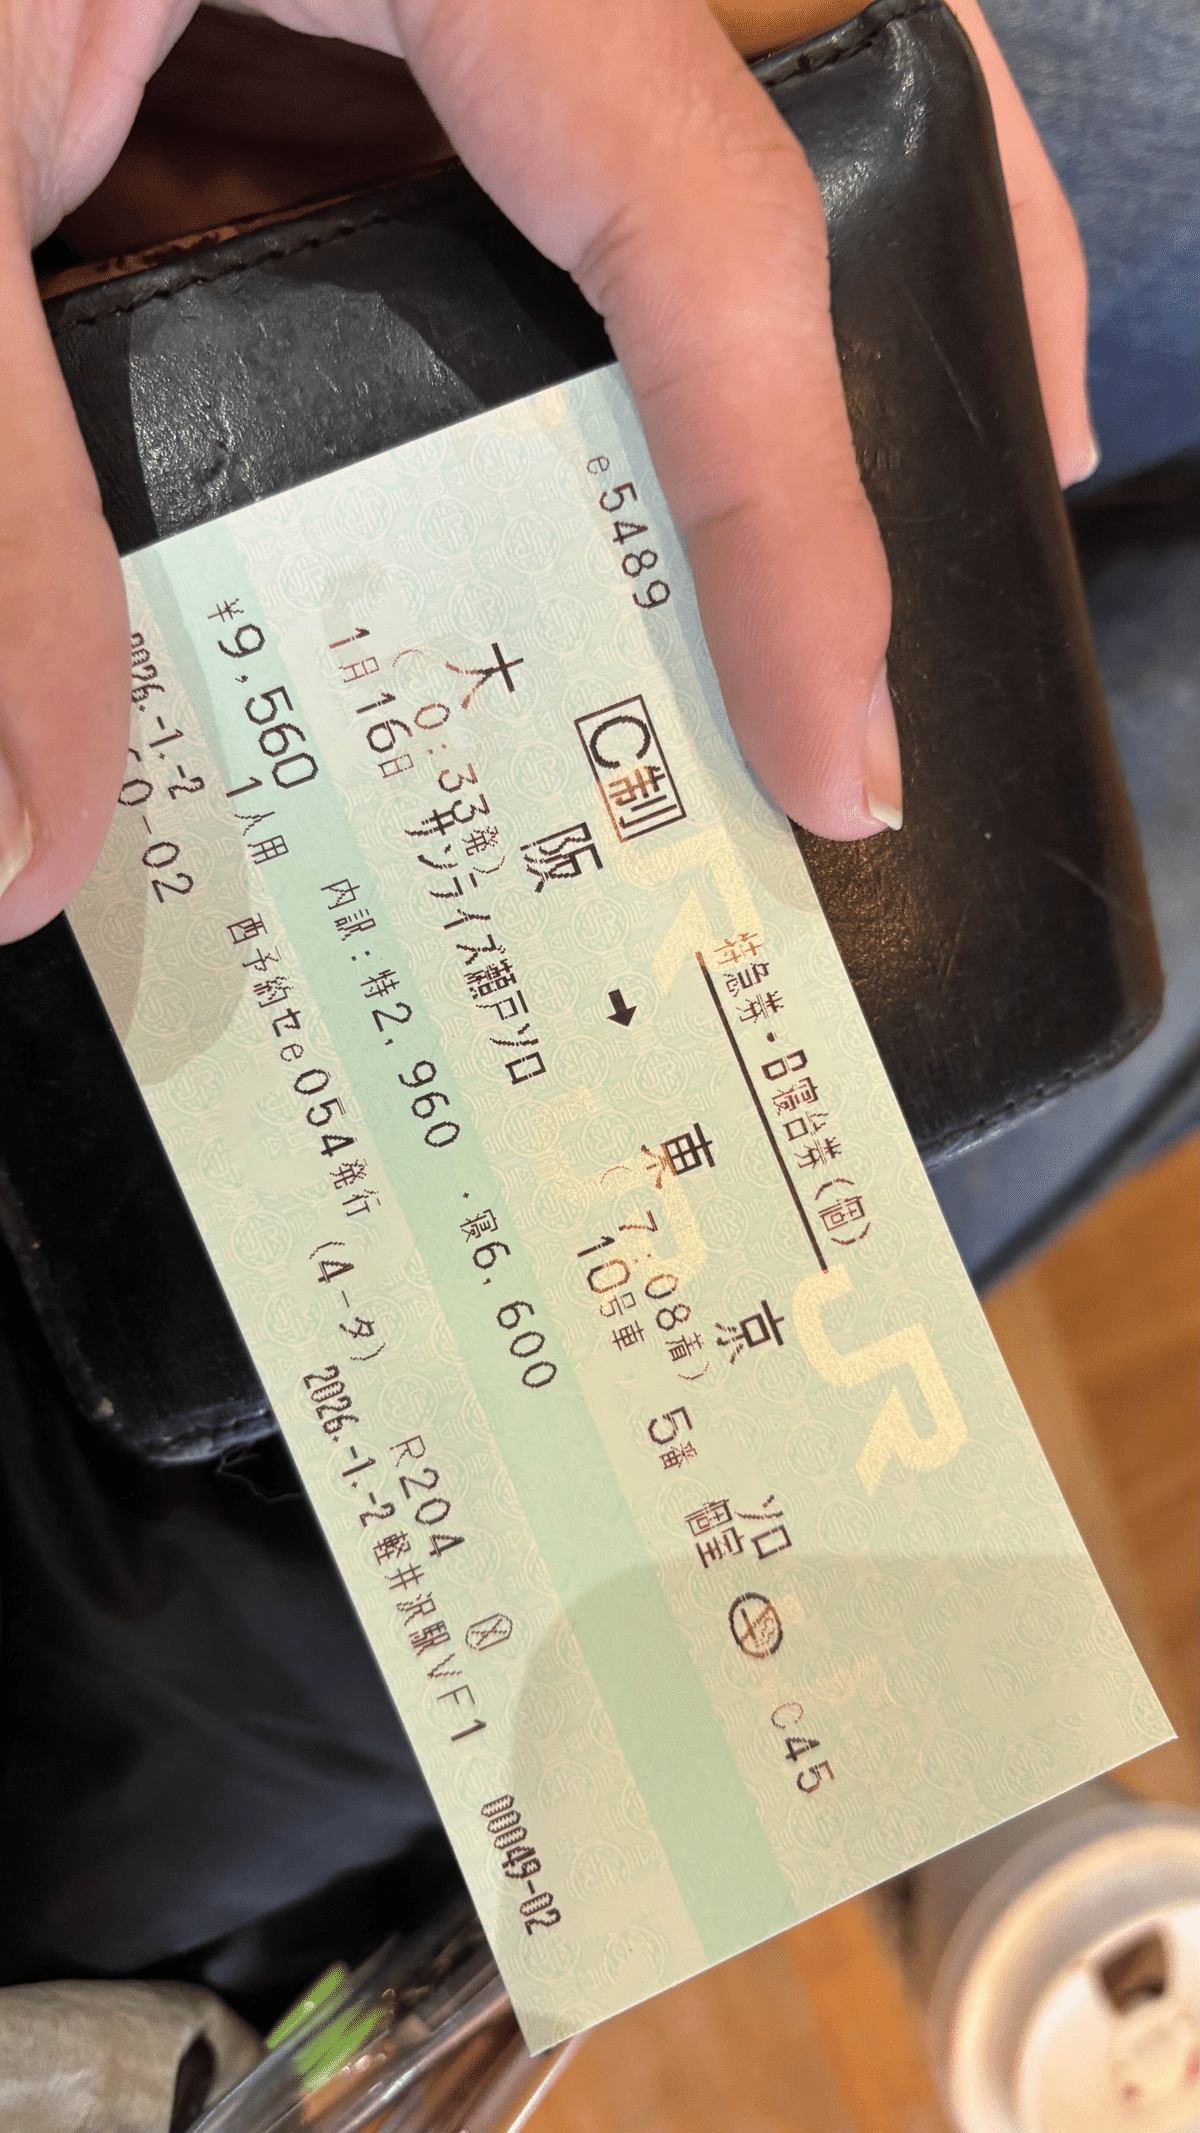 e5489
C制 特急券・B寝台券(個)
大 阪 → 東 京 ソロ
(0:33発) (7:08着) C45
1月16日 サンライズ瀬戸ソロ 10号車 5番 個室
¥9,560 内訳:特2,960 ・寝6,600
1人用
西予約セe054発行 (4-タ) R204
2026.-1.-2
2026.-1.-2軽井沢駅VF1 00049-02
0-02
JR